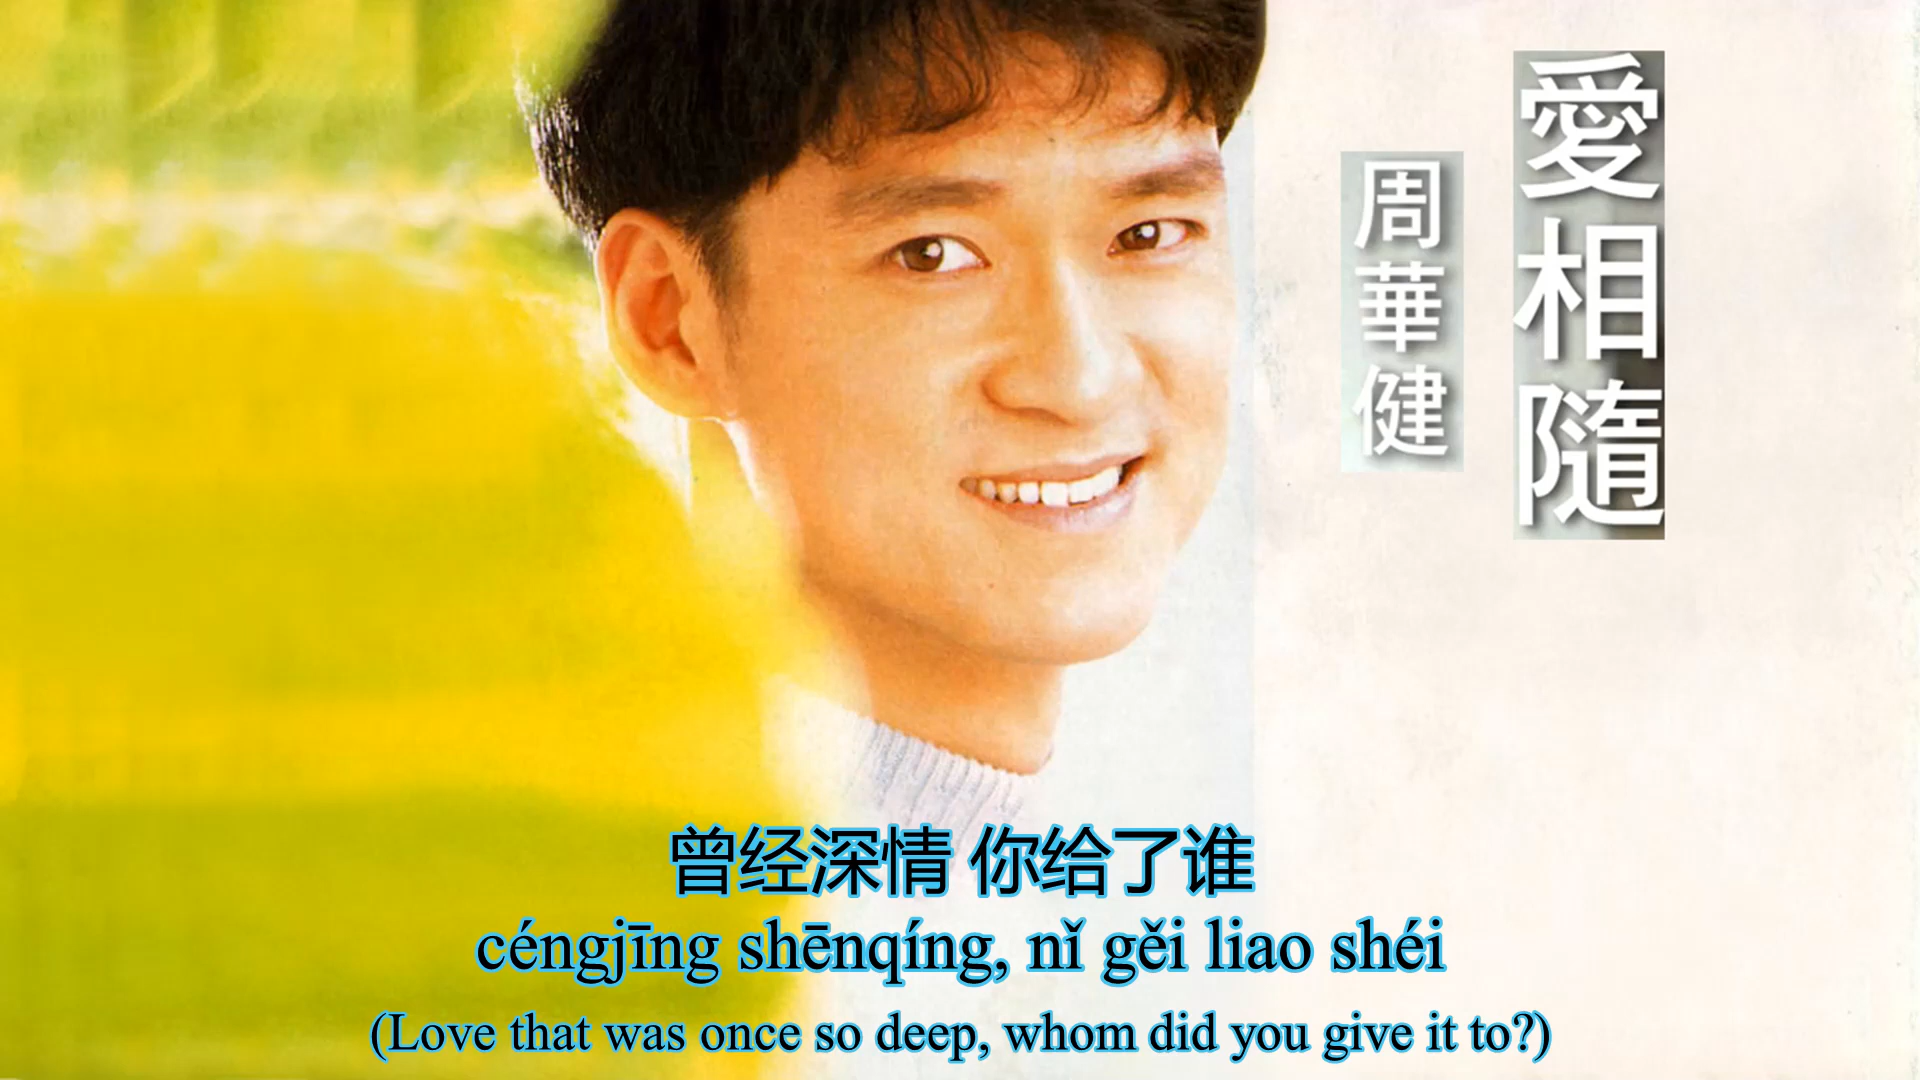 愛相隨
周華健
曾经深情 你给了谁
céngjīng shēnqíng, nǐ gěi liao shéi
(Love that was once so deep, whom did you give it to?)